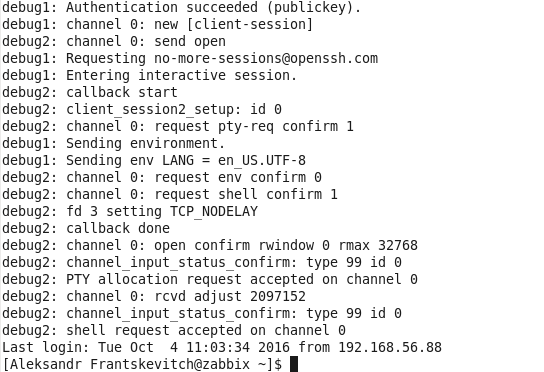 debug1: Authentication succeeded (publickey).
debug1: channel 0: new [client-session]
debug2: channel 0: send open
debug1: Requesting no-more-sessions@openssh.com
debug1: Entering interactive session.
debug2: callback start
debug2: client_session2_setup: id 0
debug2: channel 0: request pty-req confirm 1
debug1: Sending environment.
debug1: Sending env LANG = en_US.UTF-8
debug2: channel 0: request env confirm 0
debug2: channel 0: request shell confirm 1
debug2: fd 3 setting TCP_NODELAY
debug2: callback done
debug2: channel 0: open confirm rwindow 0 rmax 32768
debug2: channel_input_status_confirm: type 99 id 0
debug2: PTY allocation request accepted on channel 0
debug2: channel 0: rcvd adjust 2097152
debug2: channel_input_status_confirm: type 99 id 0
debug2: shell request accepted on channel 0
Last login: Tue Oct  4 11:03:34 2016 from 192.168.56.88
[Aleksandr Frantskevitch@zabbix ~]$